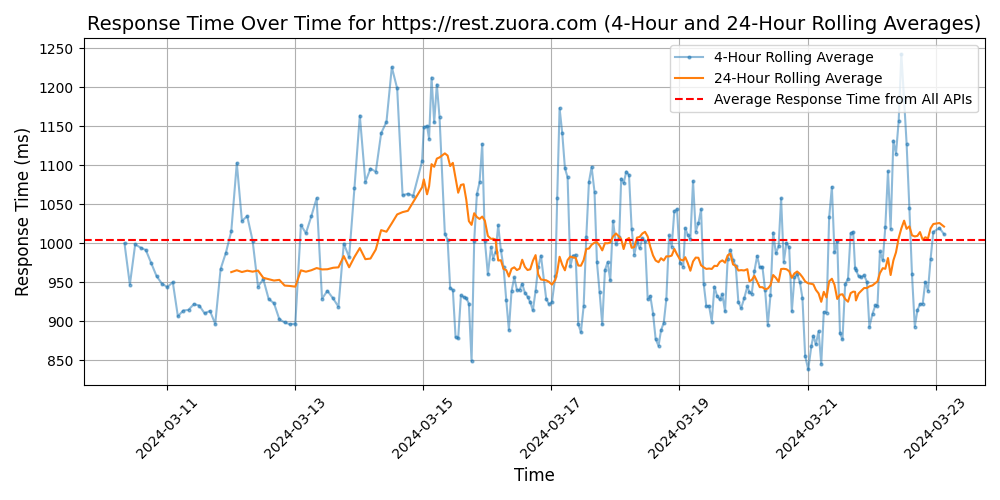 Response Time Over Time for https://rest.zuora.com (4-Hour and 24-Hour Rolling Averages)
4-Hour Rolling Average
24-Hour Rolling Average
Average Response Time from All APIs
Response Time (ms)
1250
1200
1150
1100
1050
1000
950
900
850
2024-03-11
2024-03-13
2024-03-15
2024-03-17
2024-03-19
2024-03-21
2024-03-23
Time